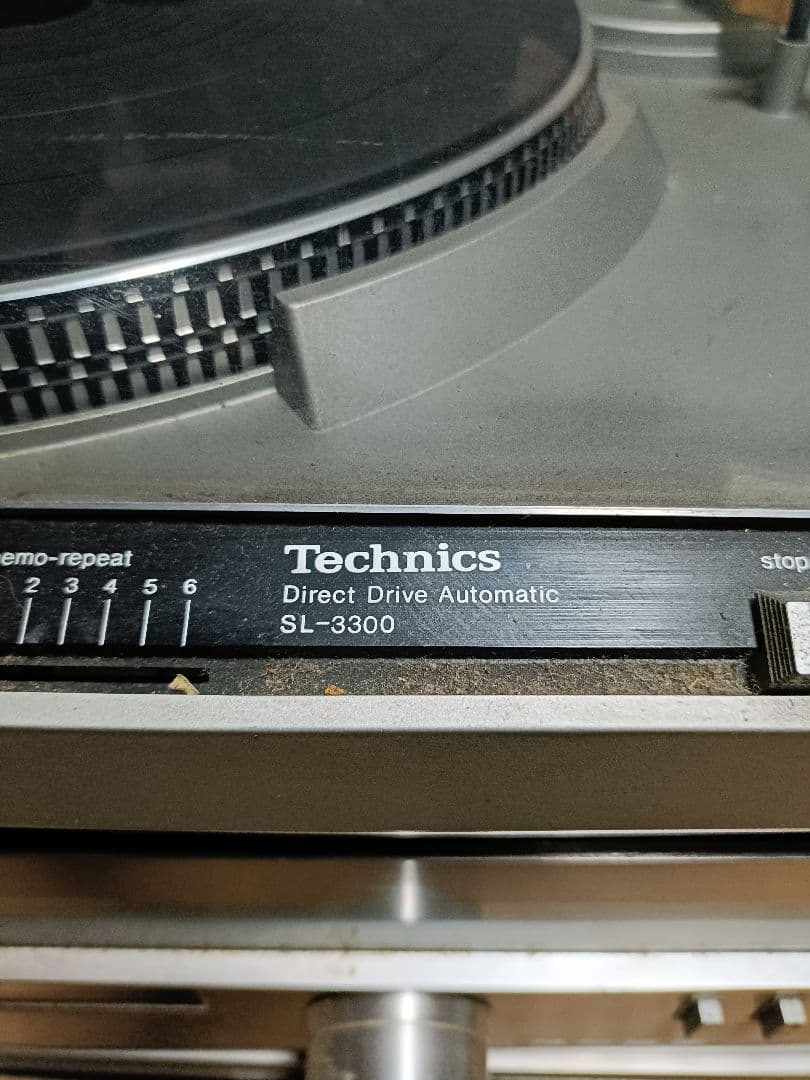 emo-repeat
2 3 4 5 6
Technics
Direct Drive Automatic
SL-3300
stop